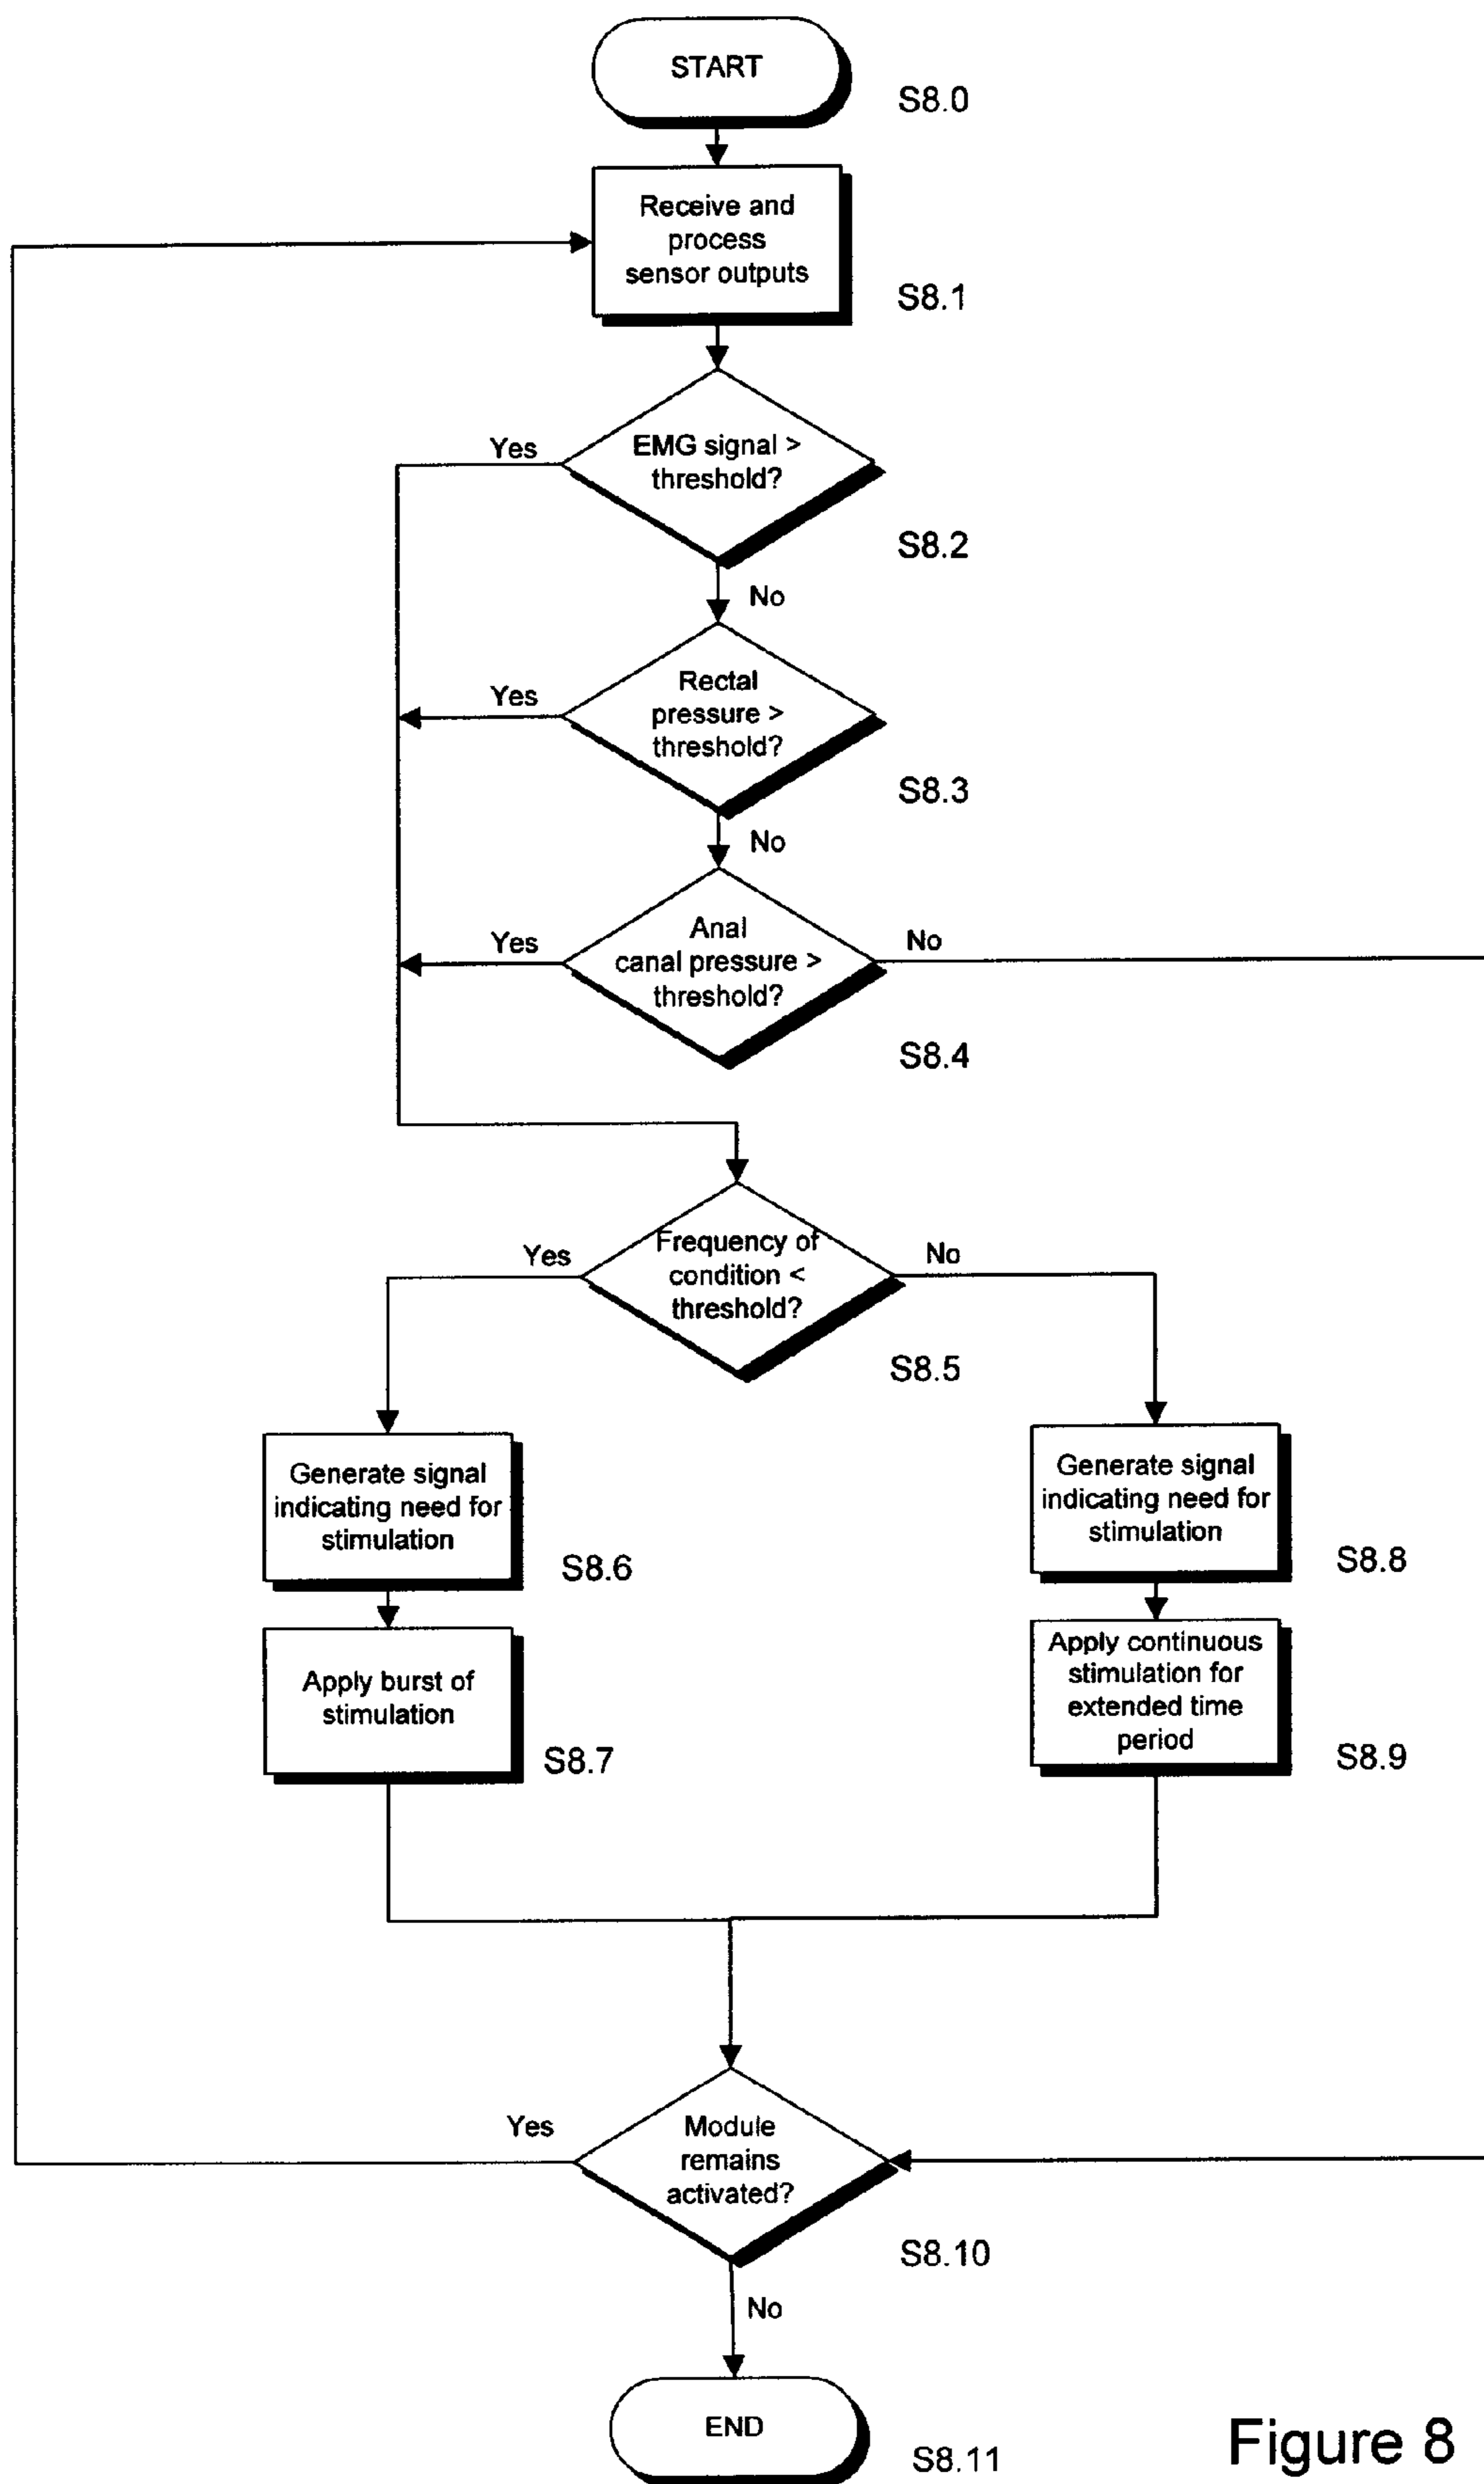 START
S8.0
Receive and
process
sensor outputs
S8.1
Yes
EMG signal >
threshold?
S8.2
No
Yes
Rectal
pressure >
threshold?
S8.3
No
Yes
Anal
canal pressure >
threshold?
No
S8.4
Yes
Frequency of
condition <
threshold?
No
S8.5
Generate signal
indicating need for
stimulation
S8.6
Generate signal
indicating need for
stimulation
S8.8
Apply burst of
stimulation
S8.7
Apply continuous
stimulation for
extended time
period
S8.9
Yes
Module
remains
activated?
S8.10
No
END
S8.11
Figure 8